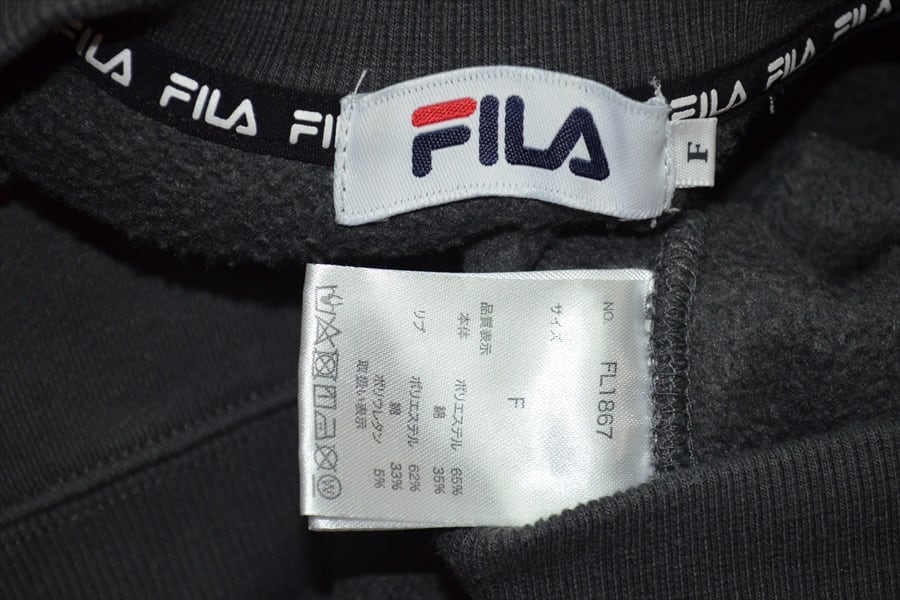 FILA
FILA
FI
FILA
FILA
FILA
FILA
F
NO. FL1867
サイズ F
品質表示
本体 ポリエステル 65%
綿 35%
リブ ポリエステル 62%
綿 33%
ポリウレタン 5%
取扱い表示
W